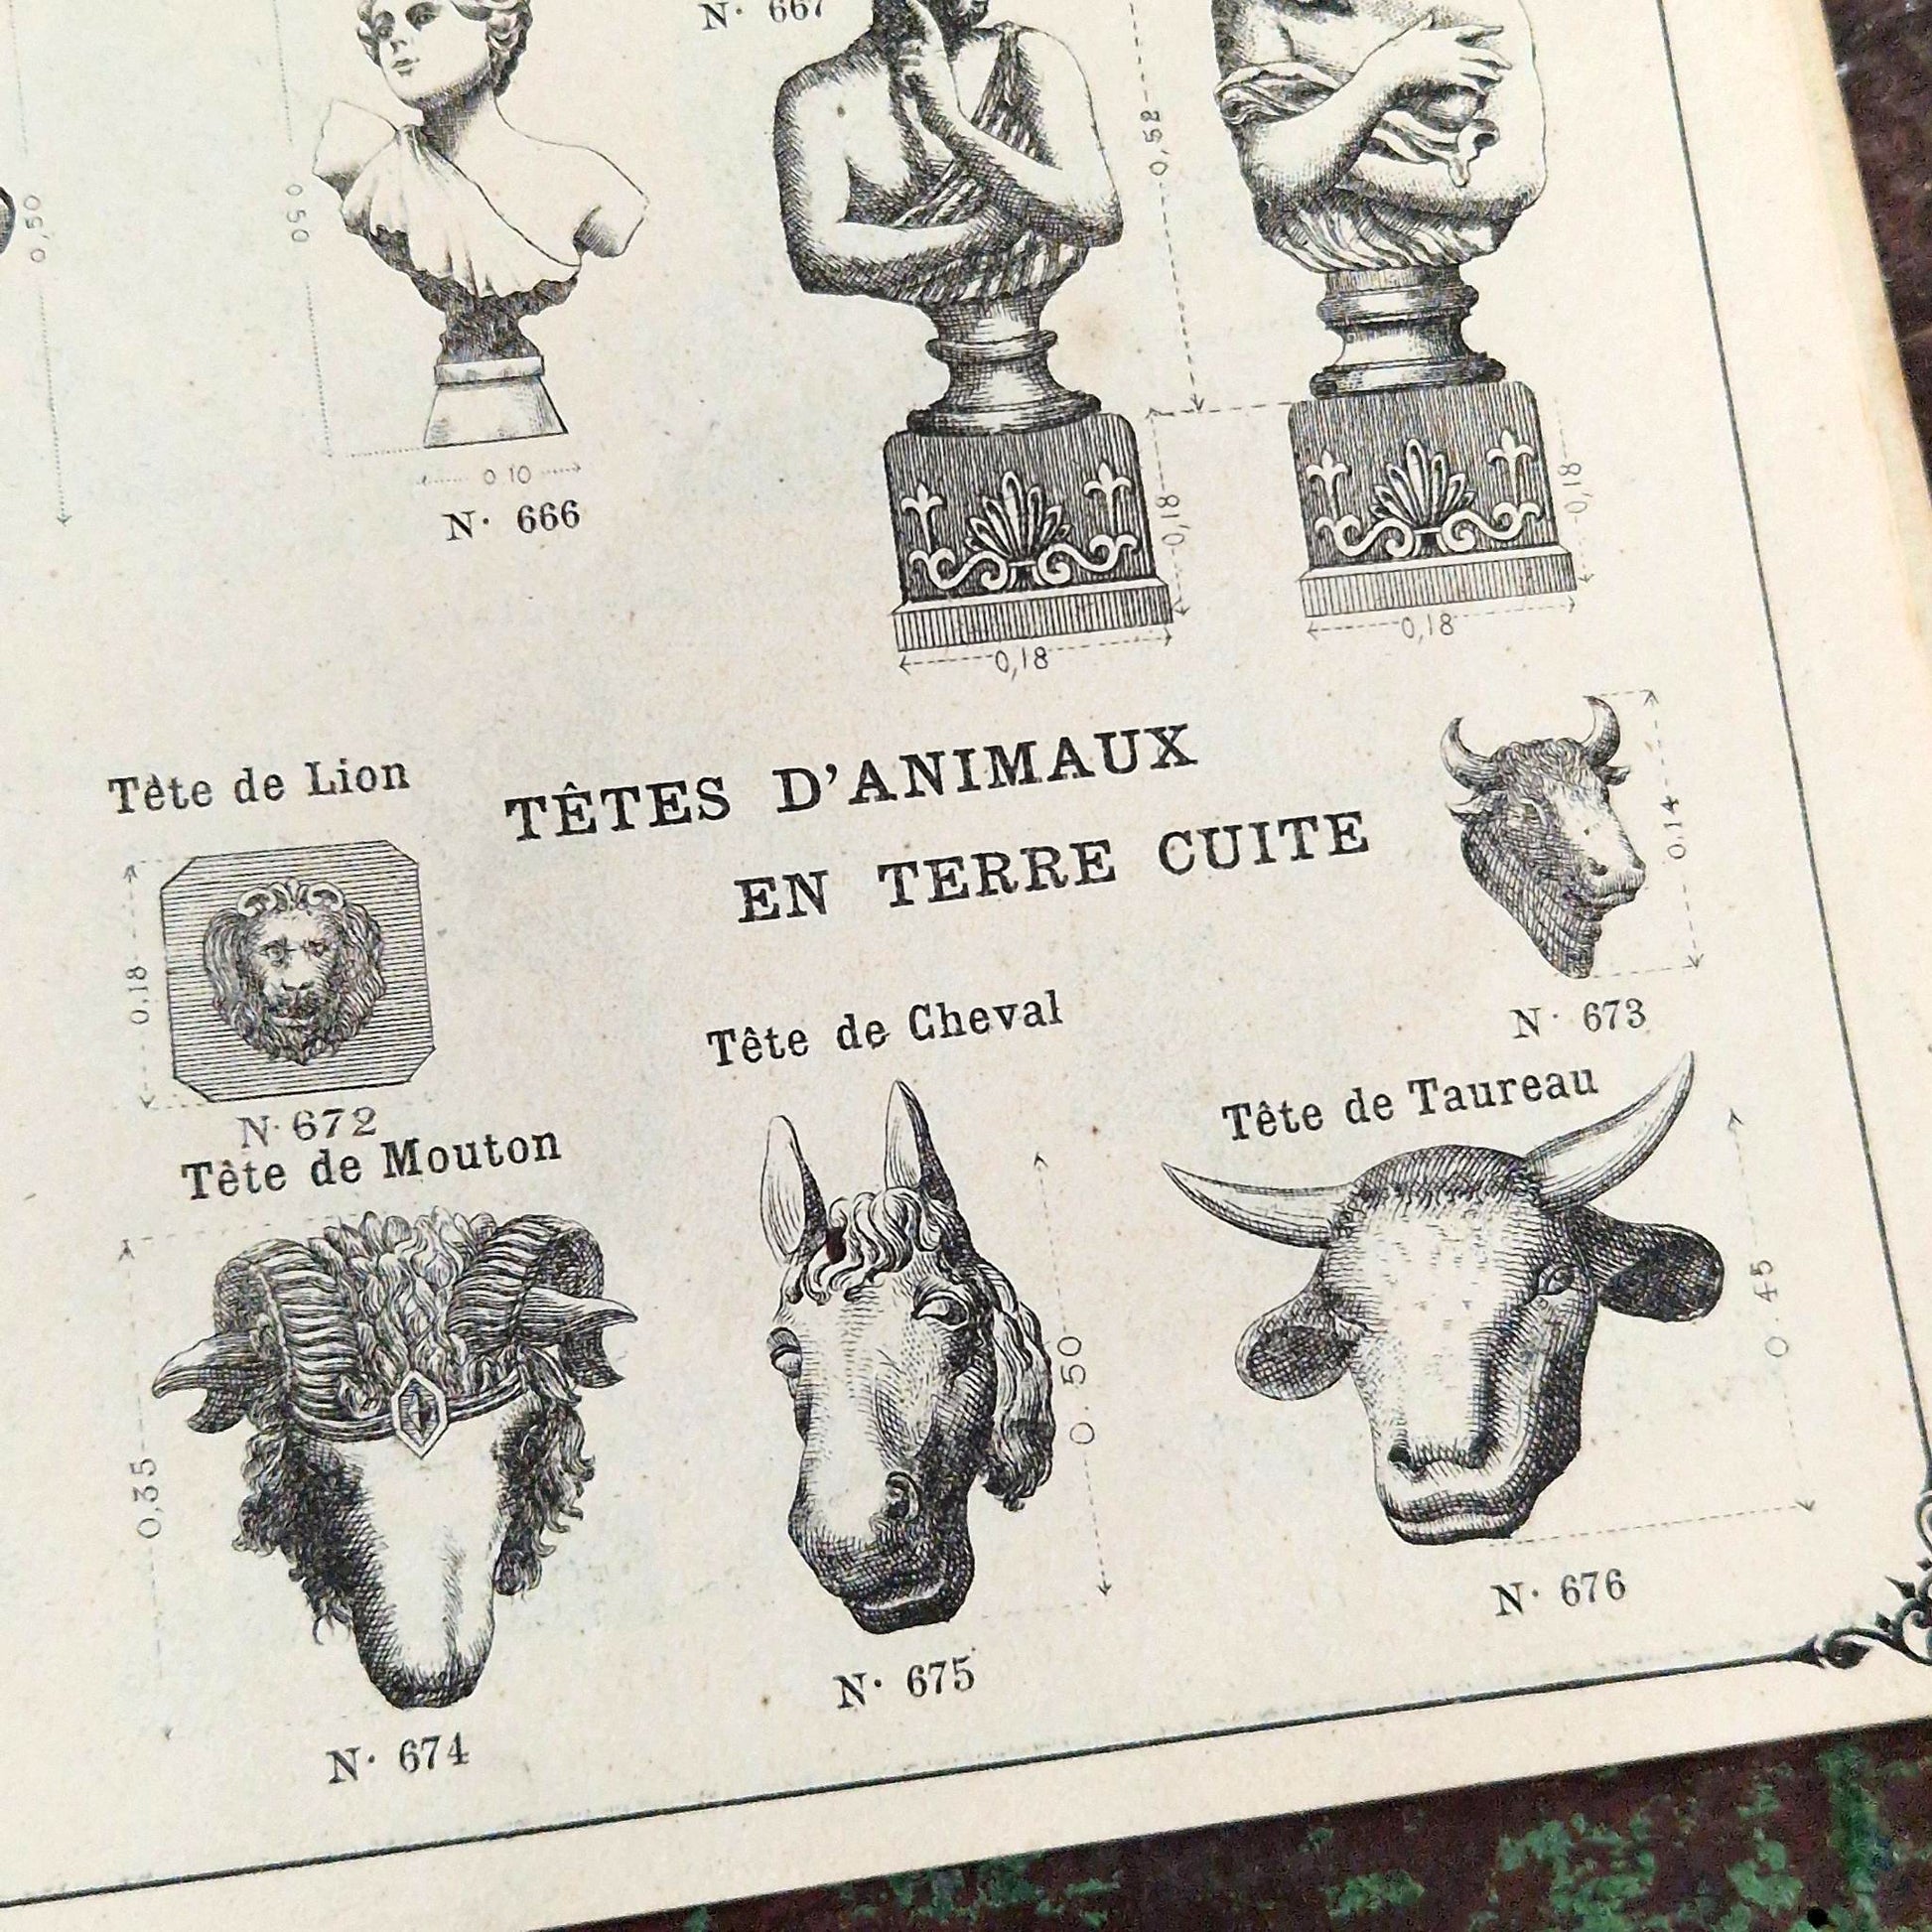 N· 667
0,50
0 50
0,52
0 10
N· 666
0,18
0,18
0,18
0,18
TÊTES D'ANIMAUX
EN TERRE CUITE
Tête de Lion
0,18
N· 672
0.14
N· 673
Tête de Mouton
0,35
N· 674
Tête de Cheval
0.50
N· 675
Tête de Taureau
0.45
N· 676